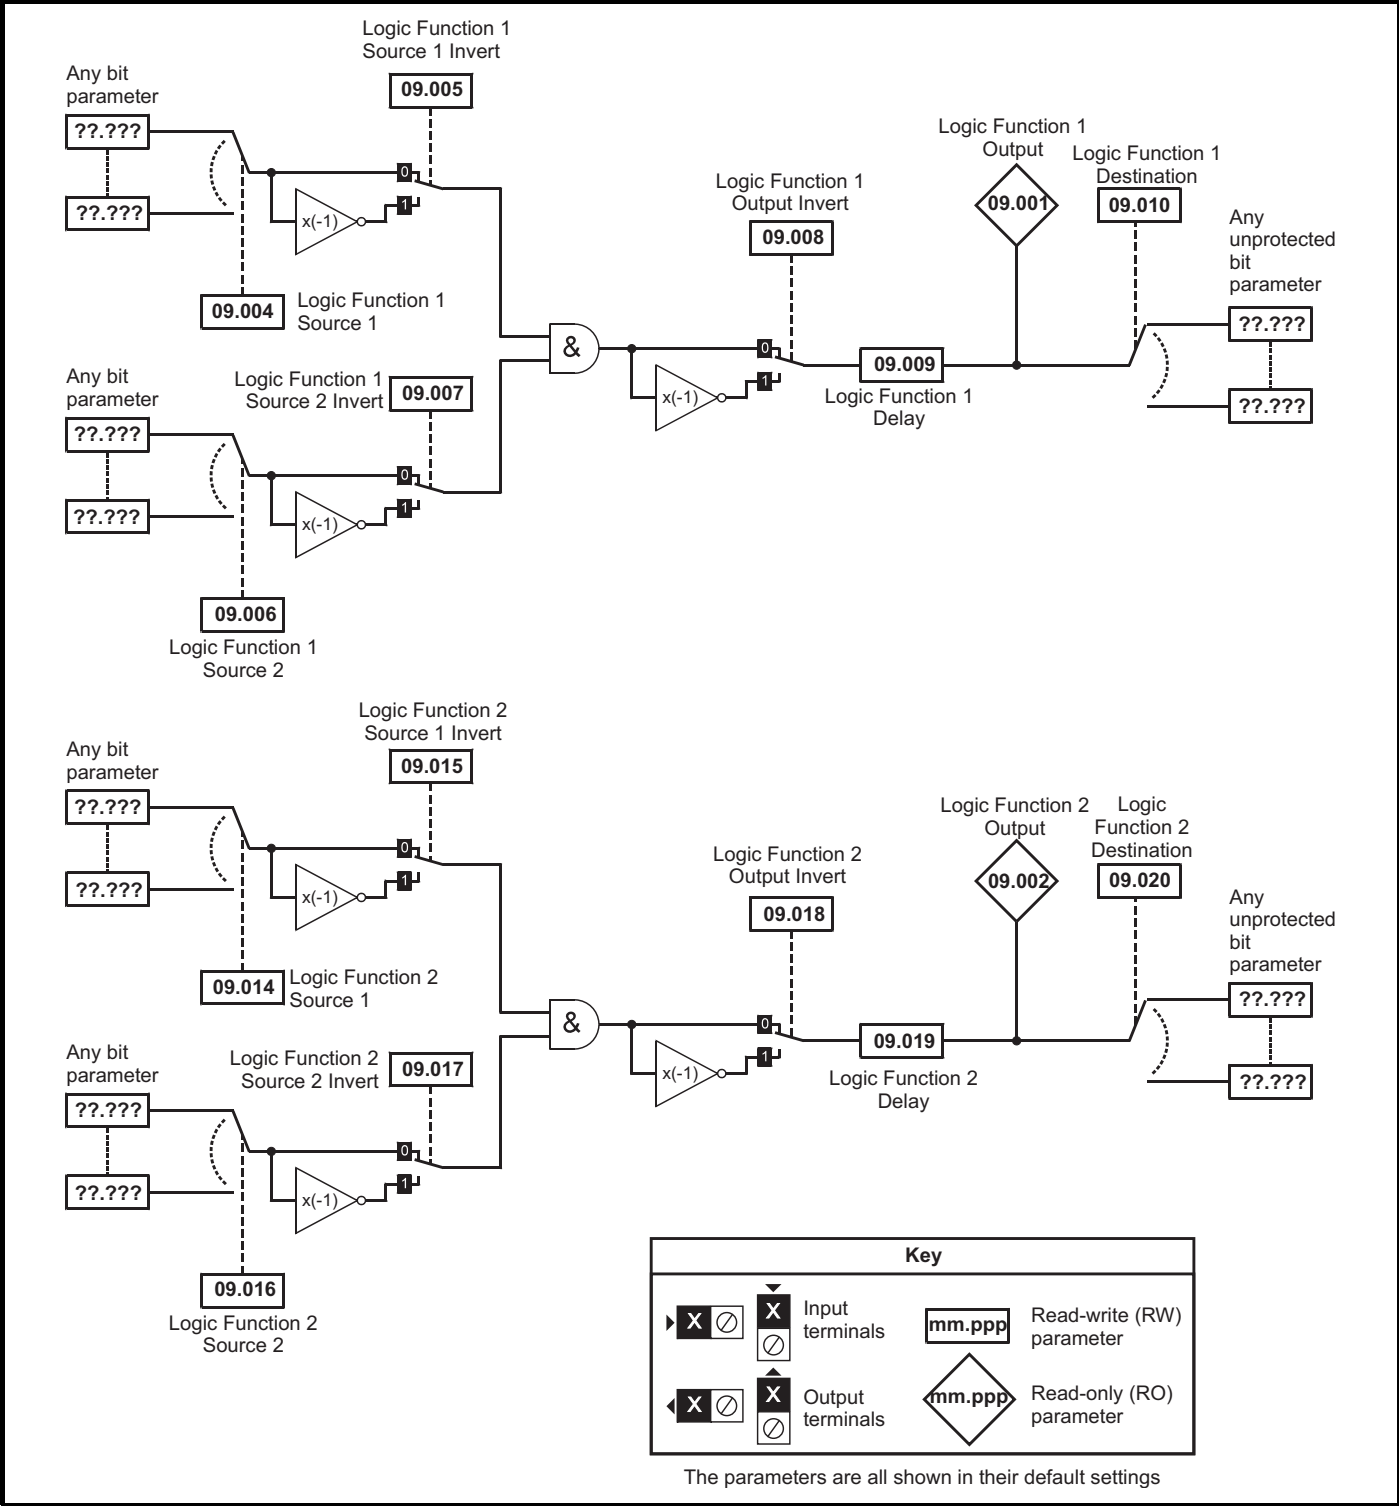 Logic Function 1
Source 1 Invert
09.005
Any bit
parameter
??.???
??.???
0
1
x(-1)
09.004
Logic Function 1
Source 1
Any bit
parameter
??.???
??.???
Logic Function 1
Source 2 Invert
09.007
0
1
x(-1)
09.006
Logic Function 1
Source 2
&
Logic Function 1
Output Invert
09.008
0
1
x(-1)
09.009
Logic Function 1
Delay
Logic Function 1
Output
09.001
Logic Function 1
Destination
09.010
Any
unprotected
bit
parameter
??.???
??.???
Logic Function 2
Source 1 Invert
09.015
Any bit
parameter
??.???
??.???
0
1
x(-1)
09.014
Logic Function 2
Source 1
Any bit
parameter
??.???
??.???
Logic Function 2
Source 2 Invert
09.017
0
1
x(-1)
09.016
Logic Function 2
Source 2
&
Logic Function 2
Output Invert
09.018
0
1
x(-1)
09.019
Logic Function 2
Delay
Logic Function 2
Output
09.002
Logic
Function 2
Destination
09.020
Any
unprotected
bit
parameter
??.???
??.???
Key
X
X
Input
terminals
mm.ppp
Read-write (RW)
parameter
X
X
Output
terminals
mm.ppp
Read-only (RO)
parameter
The parameters are all shown in their default settings